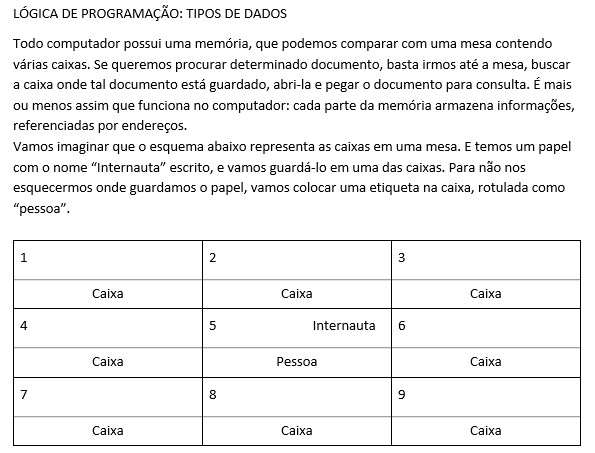 LÓGICA DE PROGRAMAÇÃO: TIPOS DE DADOS
Todo computador possui uma memória, que podemos comparar com uma mesa contendo
várias caixas. Se queremos procurar determinado documento, basta irmos até a mesa, buscar
a caixa onde tal documento está guardado, abri-la e pegar o documento para consulta. É mais
ou menos assim que funciona no computador: cada parte da memória armazena informações,
referenciadas por endereços.
Vamos imaginar que o esquema abaixo representa as caixas em uma mesa. E temos um papel
com o nome “Internauta” escrito, e vamos guardá-lo em uma das caixas. Para não nos
esquecermos onde guardamos o papel, vamos colocar uma etiqueta na caixa, rotulada como
“pessoa”.
1 2 3
Caixa Caixa Caixa
4 5 Internauta 6
Caixa Pessoa Caixa
7 8 9
Caixa Caixa Caixa